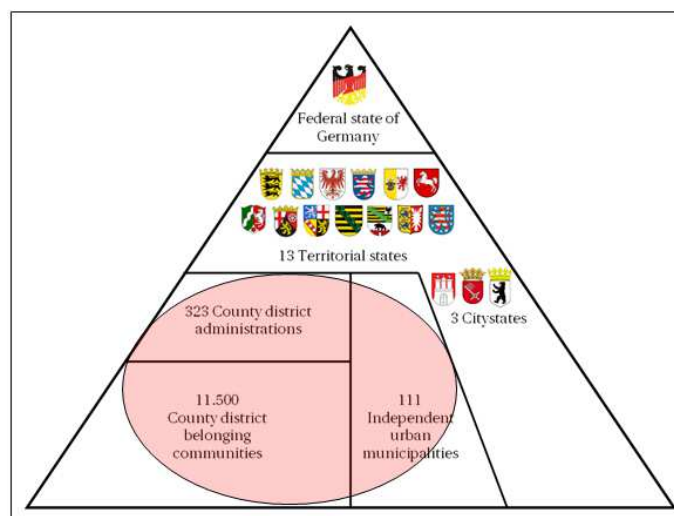 Federal state of
Germany
13 Territorial states
3 Citystates
323 County district
administrations
11.500
County district
belonging
communities
111
Independent
urban
municipalities